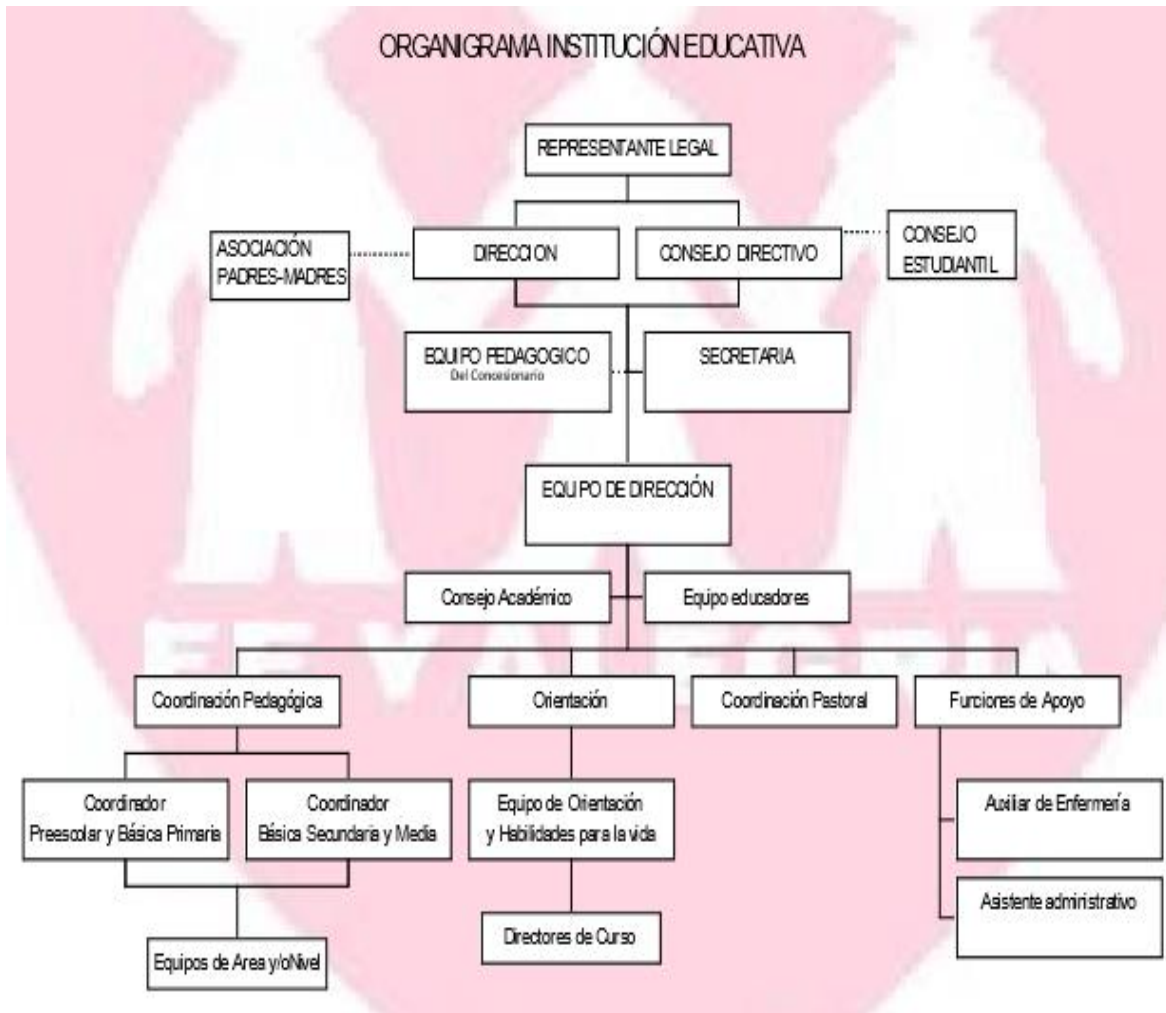 ORGANIGRAMA INSTITUCIÓN EDUCATIVA
REPRESENTANTE LEGAL
ASOCIACIÓN
PADRES-MADRES
DIRECCION
CONSEJO DIRECTIVO
CONSEJO
ESTUDIANTIL
EQUIPO PEDAGOGICO
Del Concesionario
SECRETARIA
EQUIPO DE DIRECCIÓN
Consejo Académico
Equipo educadores
FE Y ALEGRIA
Coordinación Pedagógica
Orientación
Coordinación Pastoral
Funciones de Apoyo
Coordinador
Preescolar y Básica Primaria
Coordinador
Básica Secundaria y Media
Equipo de Orientación
y Habilidades para la vida
Auxiliar de Enfermería
Asistente administrativo
Directores de Curso
Equipos de Area y/oNivel